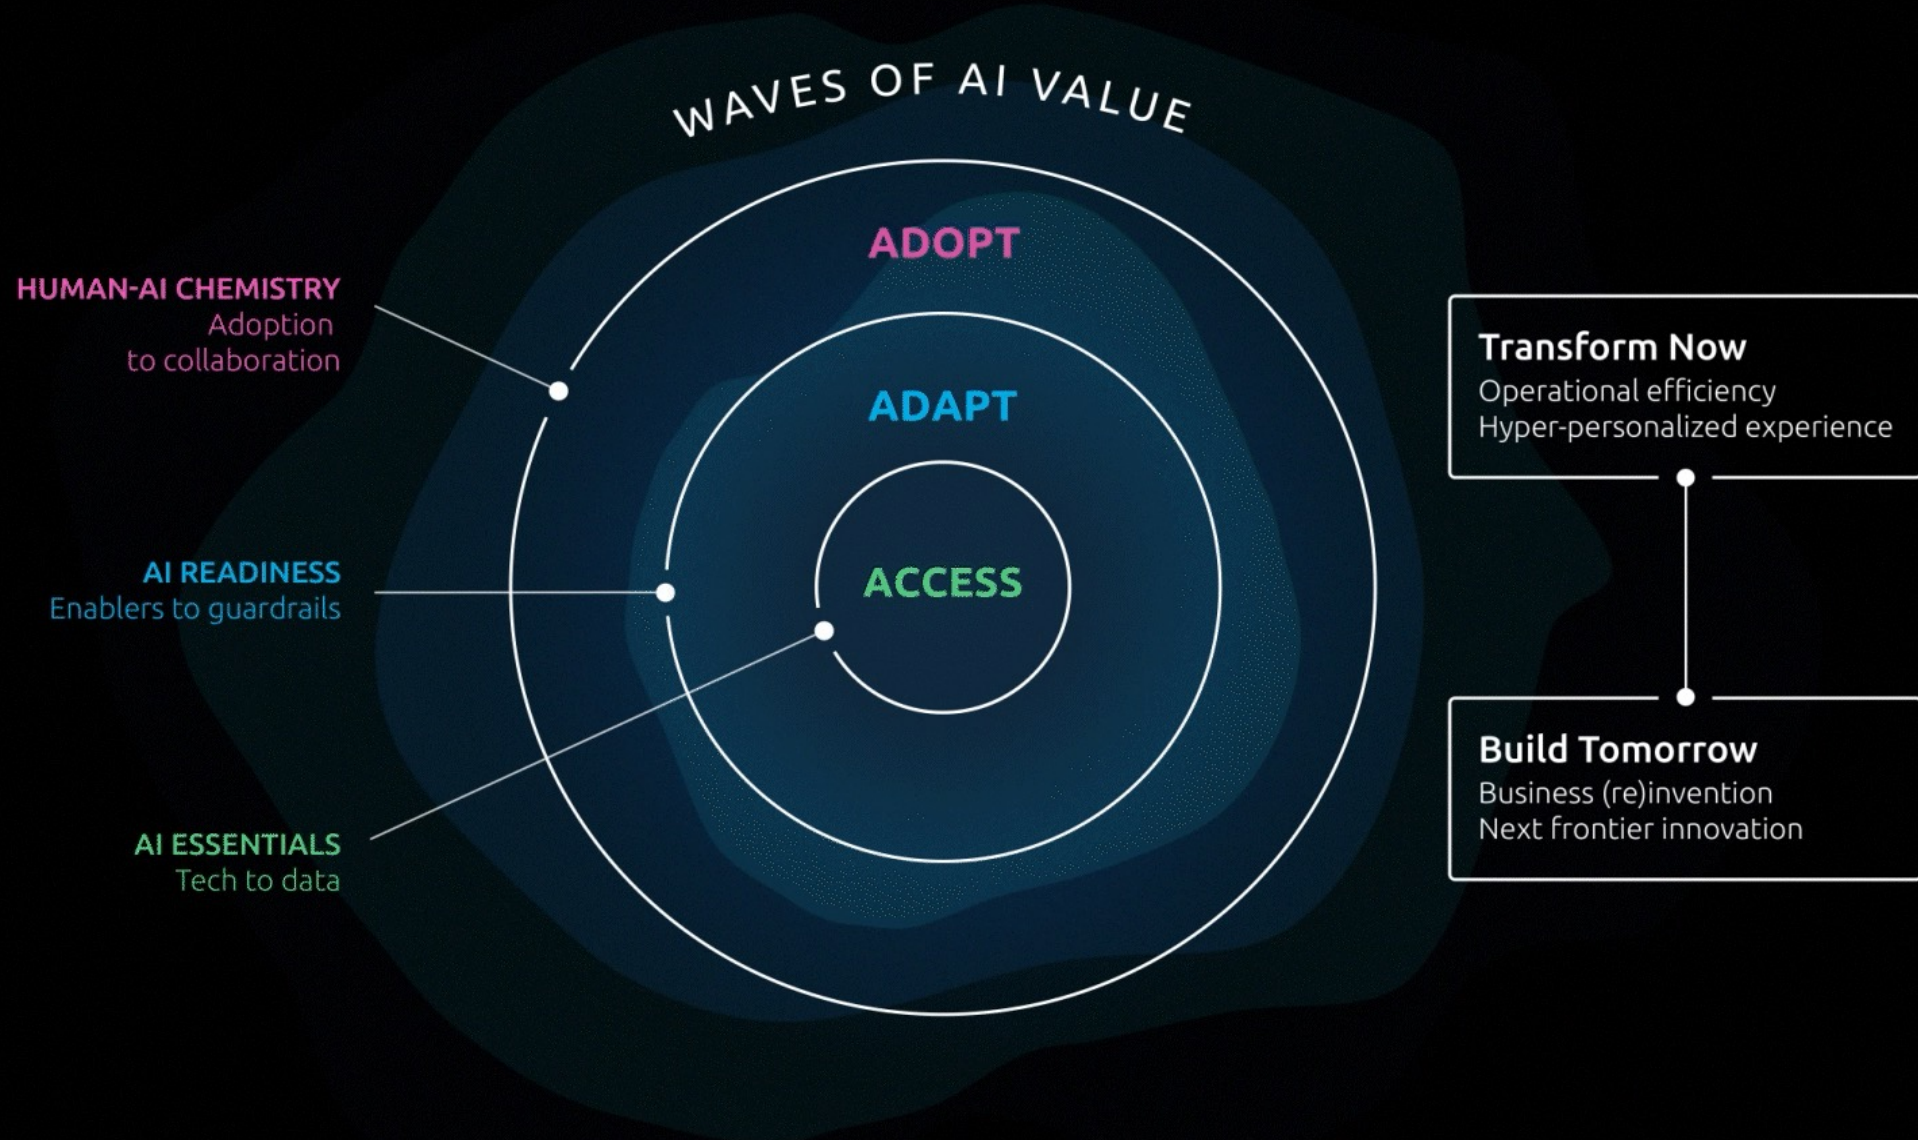 WAVES OF AI VALUE
ADOPT
ADAPT
ACCESS
HUMAN-AI CHEMISTRY
Adoption
to collaboration
AI READINESS
Enablers to guardrails
AI ESSENTIALS
Tech to data
Transform Now
Operational efficiency
Hyper-personalized experience
Build Tomorrow
Business (re)invention
Next frontier innovation